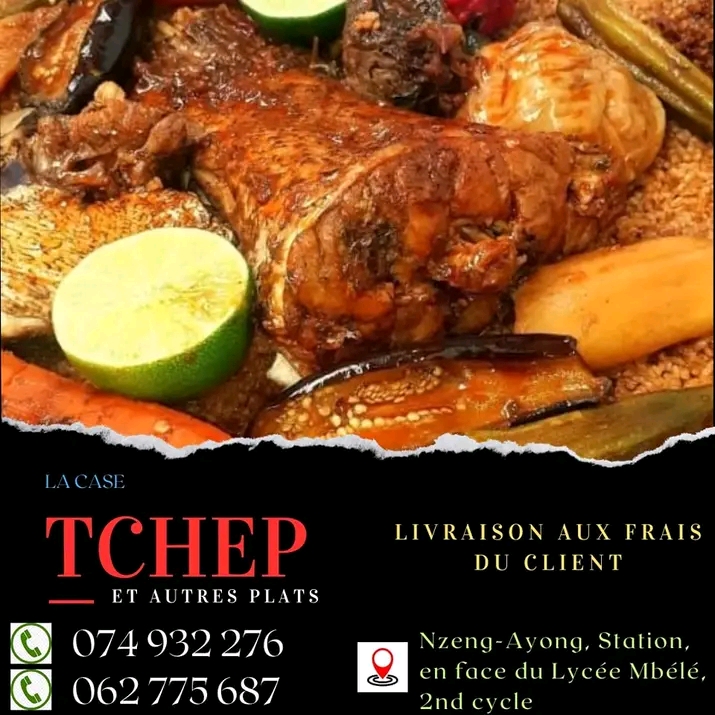 LA CASE
TCHEP
ET AUTRES PLATS
LIVRAISON AUX FRAIS
DU CLIENT
074 932 276
062 775 687
Nzeng-Ayong, Station,
en face du Lycée Mbélé,
2nd cycle